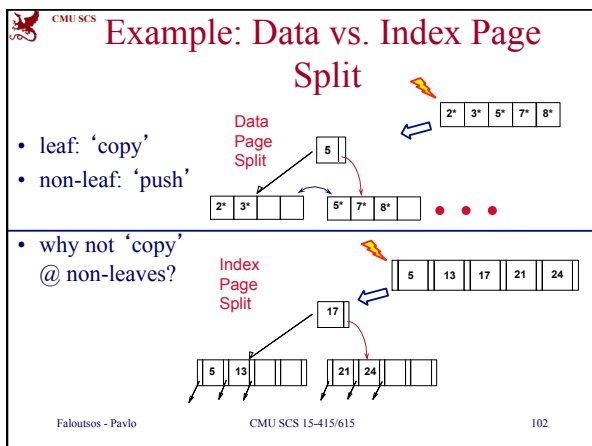 CMU SCS
Example: Data vs. Index Page
Split
• leaf: ‘copy’
• non-leaf: ‘push’
Data
Page
Split
2* 3* 5* 7* 8*
5
2* 3*
5* 7* 8*
• why not ‘copy’
@ non-leaves?
Index
Page
Split
5 13 17 21 24
17
5 13
21 24
Faloutsos - Pavlo
CMU SCS 15-415/615
102